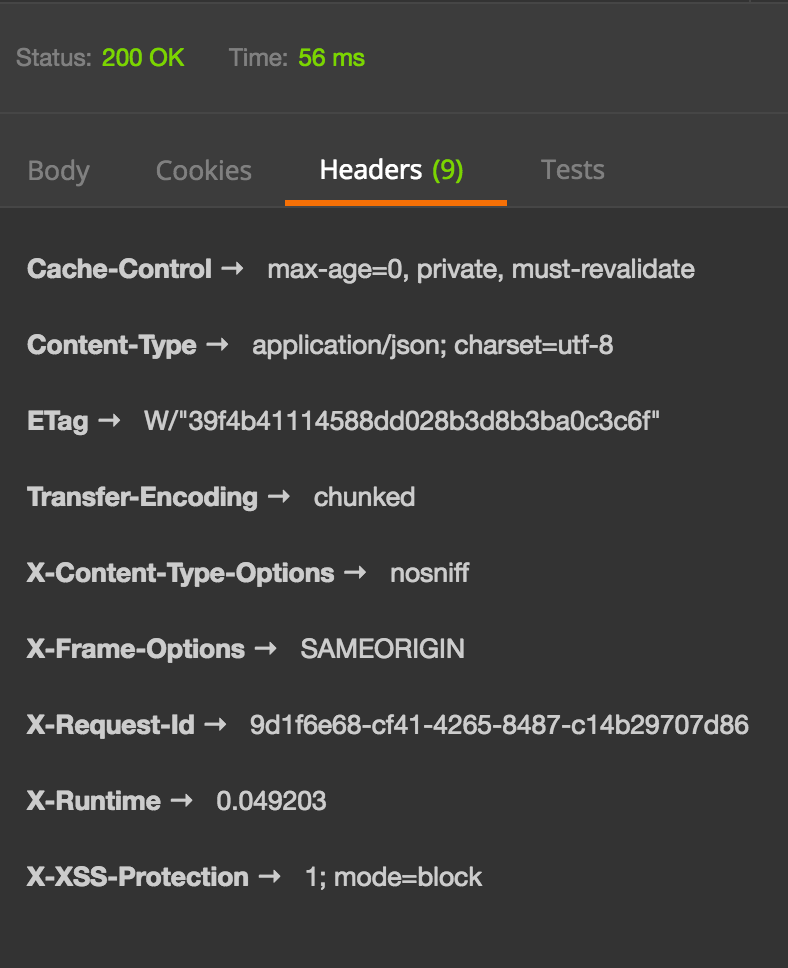 Status: 200 OK Time: 56 ms
Body Cookies Headers (9) Tests
Cache-Control → max-age=0, private, must-revalidate
Content-Type → application/json; charset=utf-8
ETag → W/"39f4b41114588dd028b3d8b3ba0c3c6f"
Transfer-Encoding → chunked
X-Content-Type-Options → nosniff
X-Frame-Options → SAMEORIGIN
X-Request-Id → 9d1f6e68-cf41-4265-8487-c14b29707d86
X-Runtime → 0.049203
X-XSS-Protection → 1; mode=block